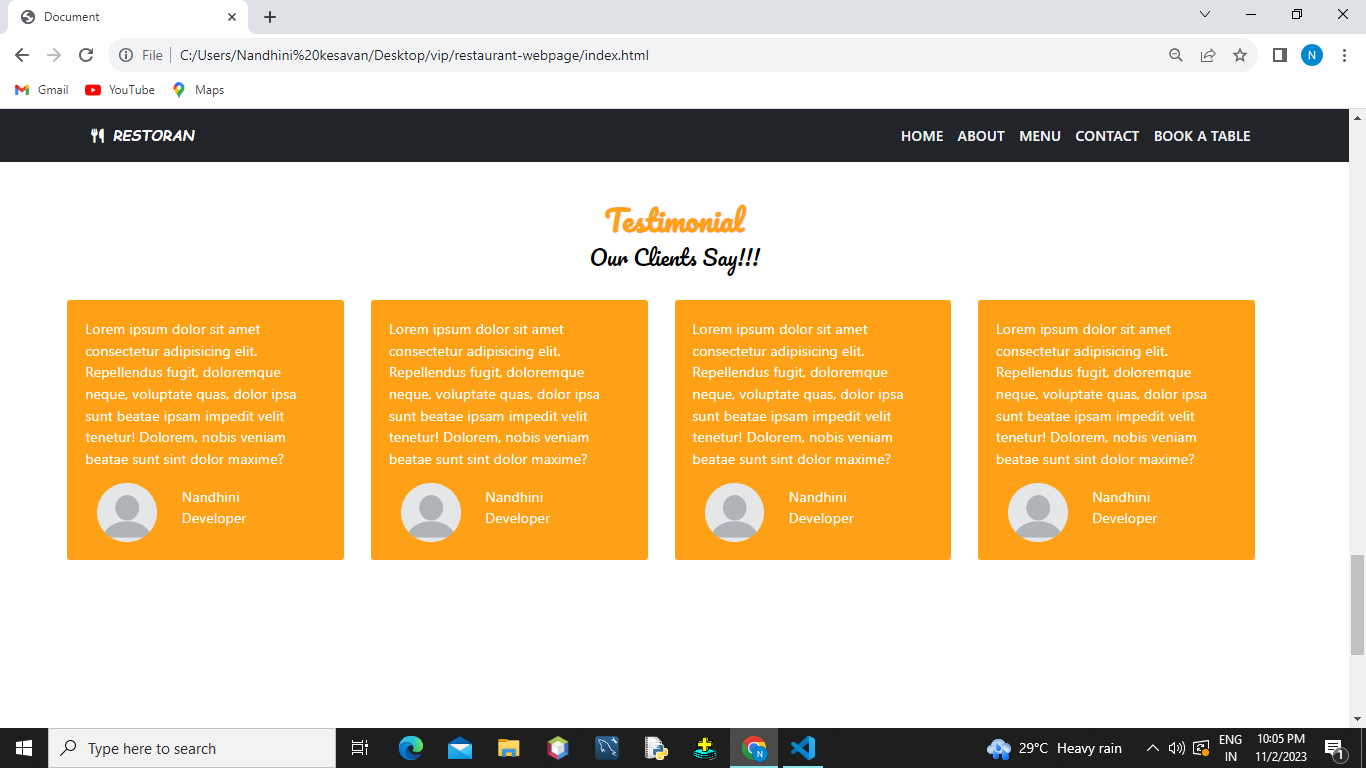 Document
File
C:/Users/Nandhini%20kesavan/Desktop/vip/restaurant-webpage/index.html
N
Gmail
YouTube
Maps
RESTORAN
HOME ABOUT MENU CONTACT BOOK A TABLE
Testimonial
Our Clients Say!!!
Lorem ipsum dolor sit amet
consectetur adipisicing elit.
Repellendus fugit, doloremque
neque, voluptate quas, dolor ipsa
sunt beatae ipsam impedit velit
tenetur! Dolorem, nobis veniam
beatae sunt sint dolor maxime?
Nandhini
Developer
Lorem ipsum dolor sit amet
consectetur adipisicing elit.
Repellendus fugit, doloremque
neque, voluptate quas, dolor ipsa
sunt beatae ipsam impedit velit
tenetur! Dolorem, nobis veniam
beatae sunt sint dolor maxime?
Nandhini
Developer
Lorem ipsum dolor sit amet
consectetur adipisicing elit.
Repellendus fugit, doloremque
neque, voluptate quas, dolor ipsa
sunt beatae ipsam impedit velit
tenetur! Dolorem, nobis veniam
beatae sunt sint dolor maxime?
Nandhini
Developer
Lorem ipsum dolor sit amet
consectetur adipisicing elit.
Repellendus fugit, doloremque
neque, voluptate quas, dolor ipsa
sunt beatae ipsam impedit velit
tenetur! Dolorem, nobis veniam
beatae sunt sint dolor maxime?
Nandhini
Developer
Type here to search
N
29°C Heavy rain
ENG
IN
10:05 PM
11/2/2023
1